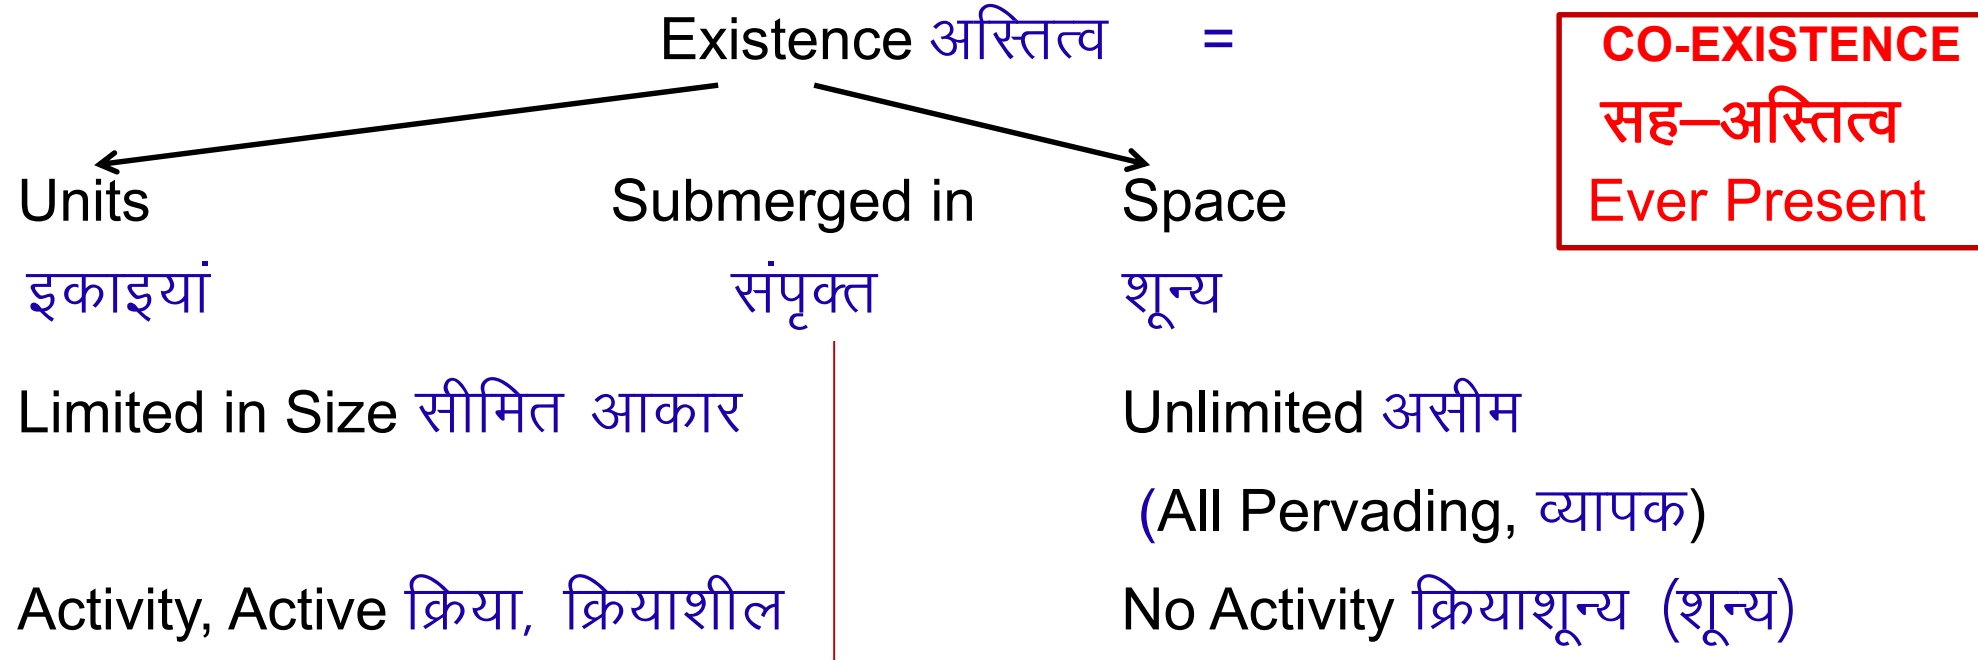 Existence अस्तित्व =
CO-EXISTENCE
सह–अस्तित्व
Ever Present
Units Submerged in Space
इकाइयां संपृक्त शून्य
Limited in Size सीमित आकार Unlimited असीम
(All Pervading, व्यापक)
Activity, Active क्रिया, क्रियाशील No Activity क्रियाशून्य (शून्य)